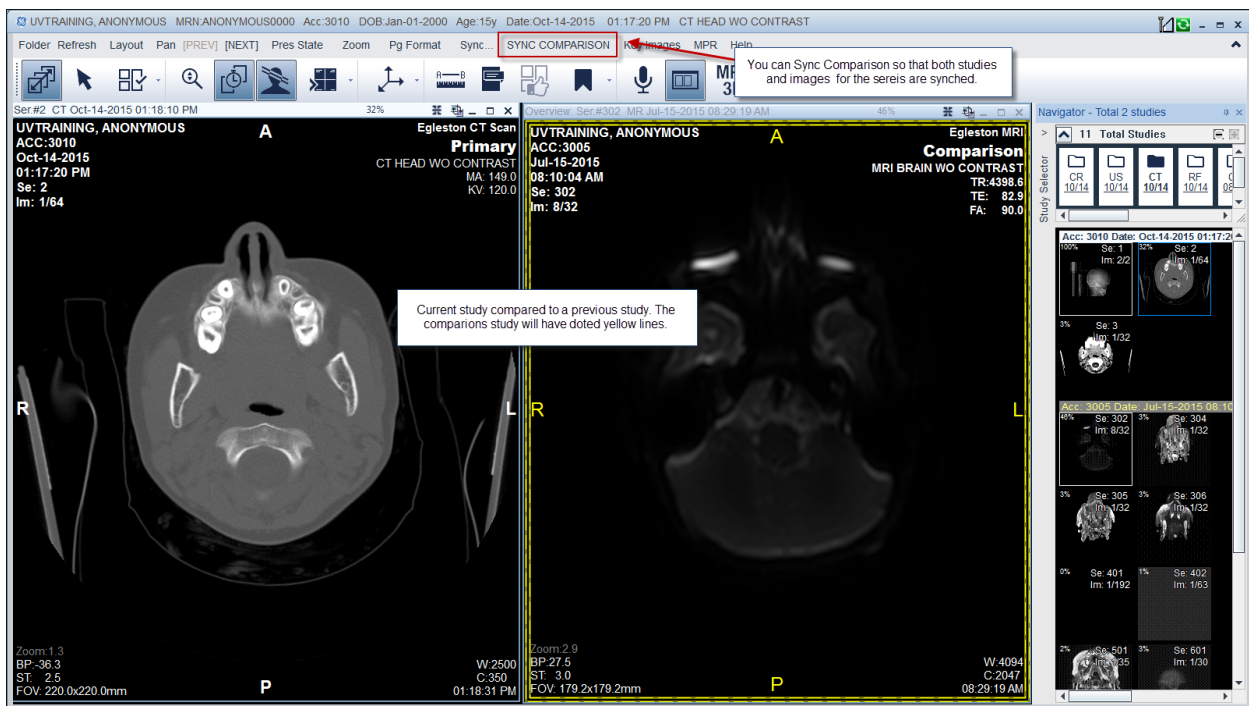 UVTRAINING, ANONYMOUS MRN:ANONYMOUS0000 Acc:3010 DOB:Jan-01-2000 Age:15y Date:Oct-14-2015 01:17:20 PM CT HEAD WO CONTRAST
Folder Refresh Layout Pan [PREV] [NEXT] Pres State Zoom Pg Format Sync... SYNC COMPARISON Key Images MPR Help
You can Sync Comparison so that both studies
and images for the sereis are synched.
Ser:#2 CT Oct-14-2015 01:18:10 PM 32%
UVTRAINING, ANONYMOUS
ACC:3010
Oct-14-2015
01:17:20 PM
Se: 2
Im: 1/64
A
Egleston CT Scan
Primary
CT HEAD WO CONTRAST
MA: 149.0
KV: 120.0
R
L
Zoom:1.3
BP:-36.3
ST: 2.5
FOV: 220.0x220.0mm
P
W:2500
C:350
01:18:31 PM
Current study compared to a previous study. The
comparions study will have doted yellow lines.
Overview: Ser:#302 MR Jul-15-2015 08:29:19 AM 46%
UVTRAINING, ANONYMOUS
ACC:3005
Jul-15-2015
08:10:04 AM
Se: 302
Im: 8/32
A
Egleston MRI
Comparison
MRI BRAIN WO CONTRAST
TR:4398.6
TE: 82.9
FA: 90.0
R
L
Zoom:2.9
BP:27.5
ST: 3.0
FOV: 179.2x179.2mm
P
W:4094
C:2047
08:29:19 AM
Navigator - Total 2 studies
11 Total Studies
Study Selector
CR
10/14
US
10/14
CT
10/14
RF
10/14
Acc: 3010 Date: Oct-14-2015 01:17:2
100% Se: 1
Im: 2/2
32% Se: 2
Im: 1/64
3% Se: 3
Im: 1/32
Acc: 3005 Date: Jul-15-2015 08:10
46% Se: 302
Im: 8/32
3% Se: 304
Im: 1/32
3% Se: 305
Im: 1/32
3% Se: 306
Im: 1/32
0% Se: 401
Im: 1/192
1% Se: 402
Im: 1/63
2% Se: 501
Im: 1/35
3% Se: 601
Im: 1/30